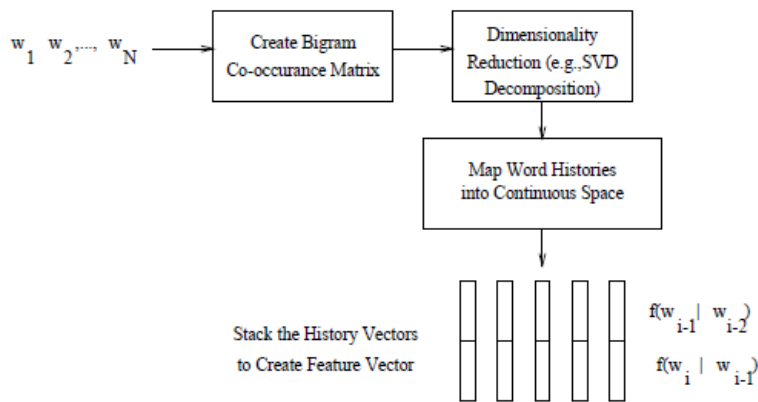 w1 w2,..., wN
Create Bigram
Co-occurance Matrix
Dimensionality
Reduction (e.g.,SVD
Decomposition)
Map Word Histories
into Continuous Space
Stack the History Vectors
to Create Feature Vector
f(wi-1| wi-2)
f(wi | wi-1)